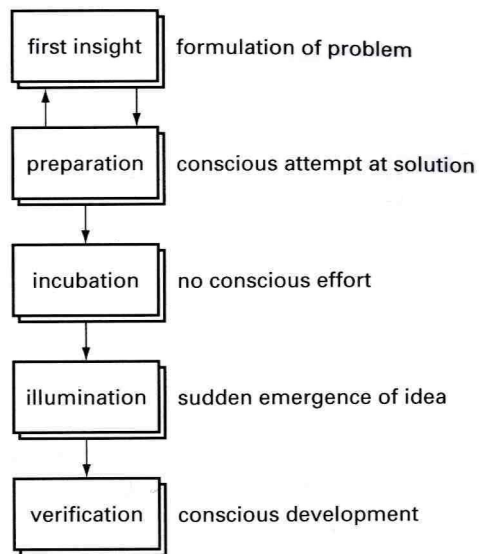 first insight formulation of problem
preparation conscious attempt at solution
incubation no conscious effort
illumination sudden emergence of idea
verification conscious development